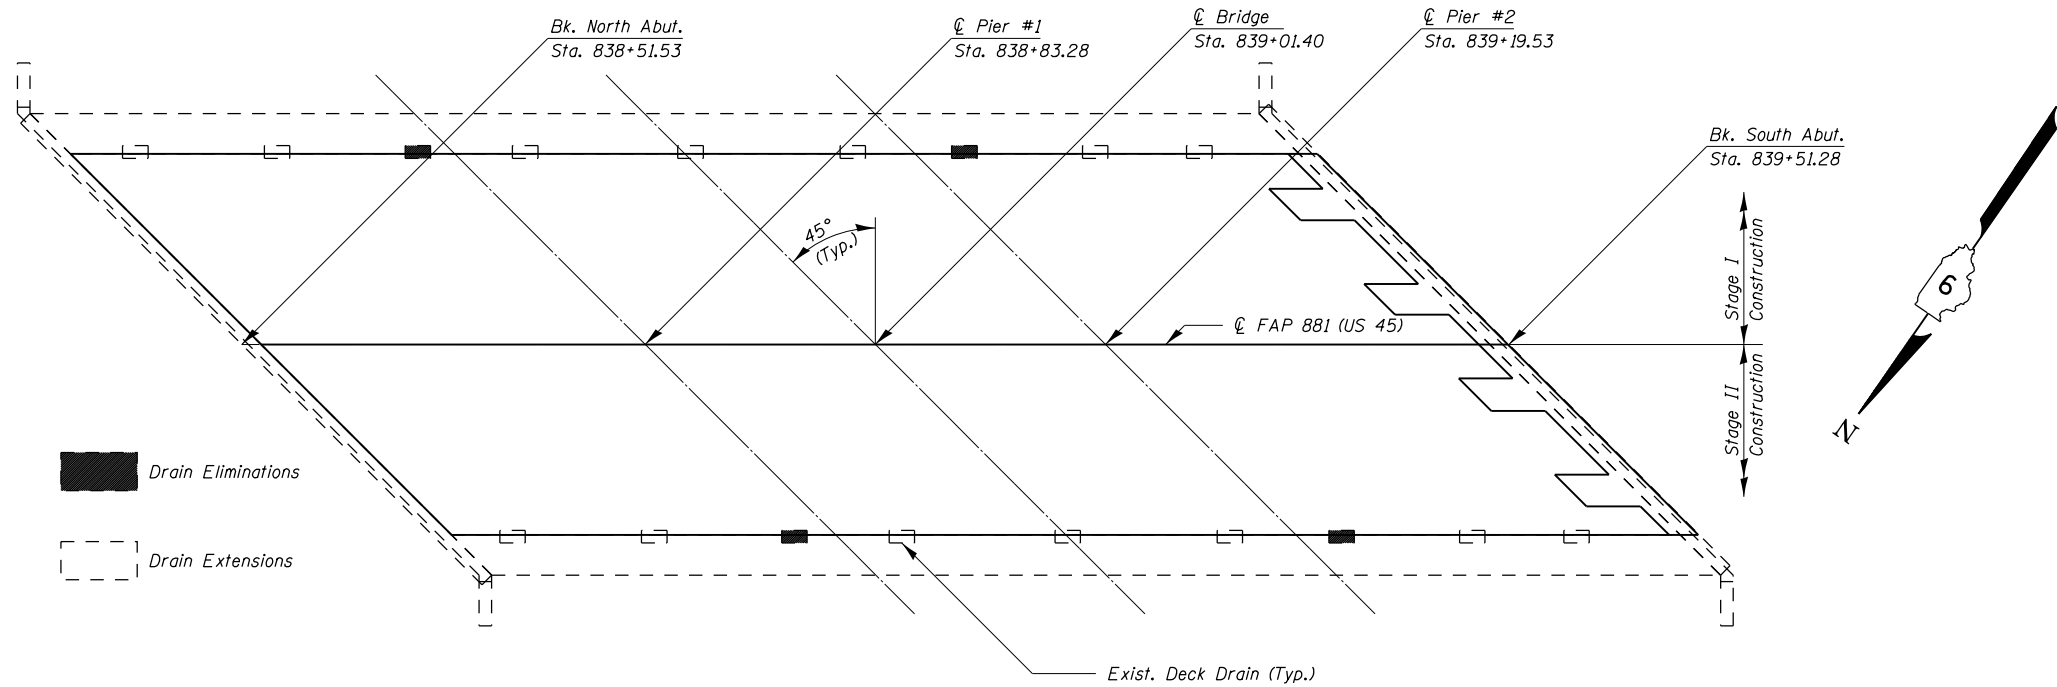 Bk. North Abut.
Sta. 838+51.53
℄ Pier #1
Sta. 838+83.28
℄ Bridge
Sta. 839+01.40
℄ Pier #2
Sta. 839+19.53
Bk. South Abut.
Sta. 839+51.28
45°
(Typ.)
Stage I
Construction
6
℄ FAP 881 (US 45)
Stage II
Construction
N
Drain Eliminations
Drain Extensions
Exist. Deck Drain (Typ.)